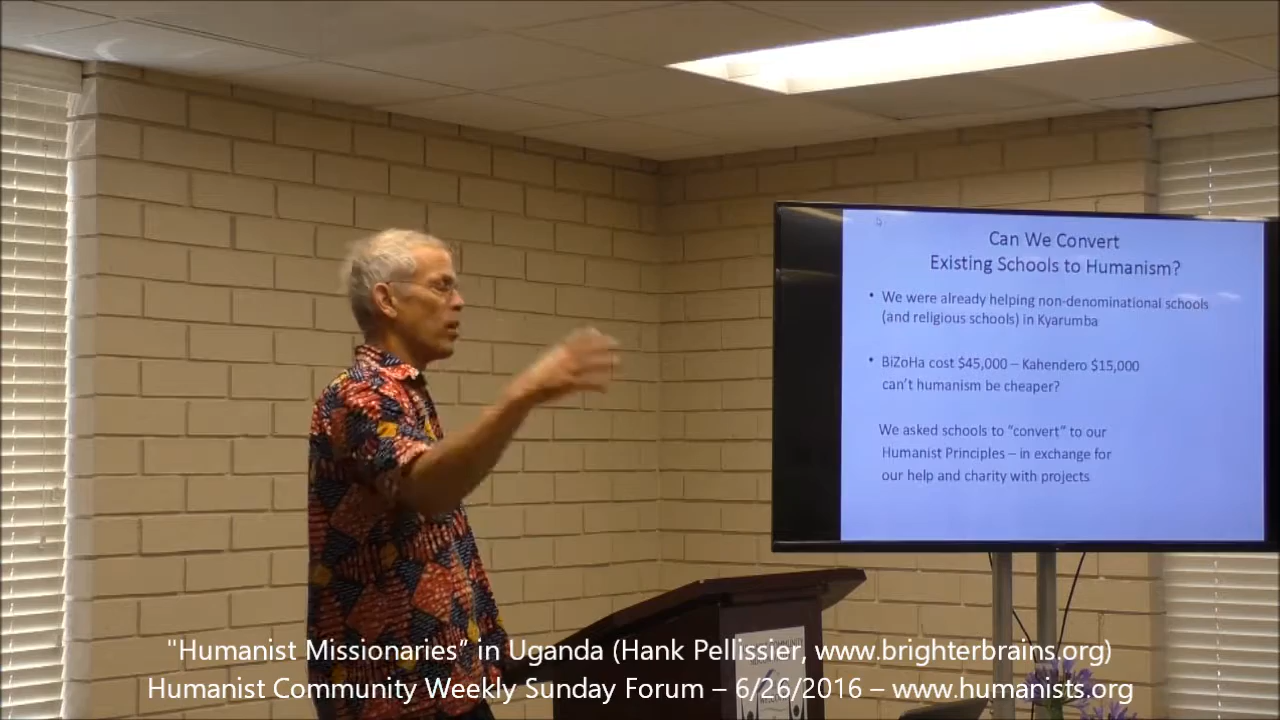 Can We Convert
Existing Schools to Humanism?
• We were already helping non-denominational schools
(and religious schools) in Kyarumba
• BiZoHa cost $45,000 – Kahendero $15,000
can't humanism be cheaper?
We asked schools to "convert" to our
Humanist Principles – in exchange for
our help and charity with projects
COMMUNITY
"Humanist Missionaries" in Uganda (Hank Pellissier, www.brighterbrains.org)
Humanist Community Weekly Sunday Forum – 6/26/2016 – www.humanists.org